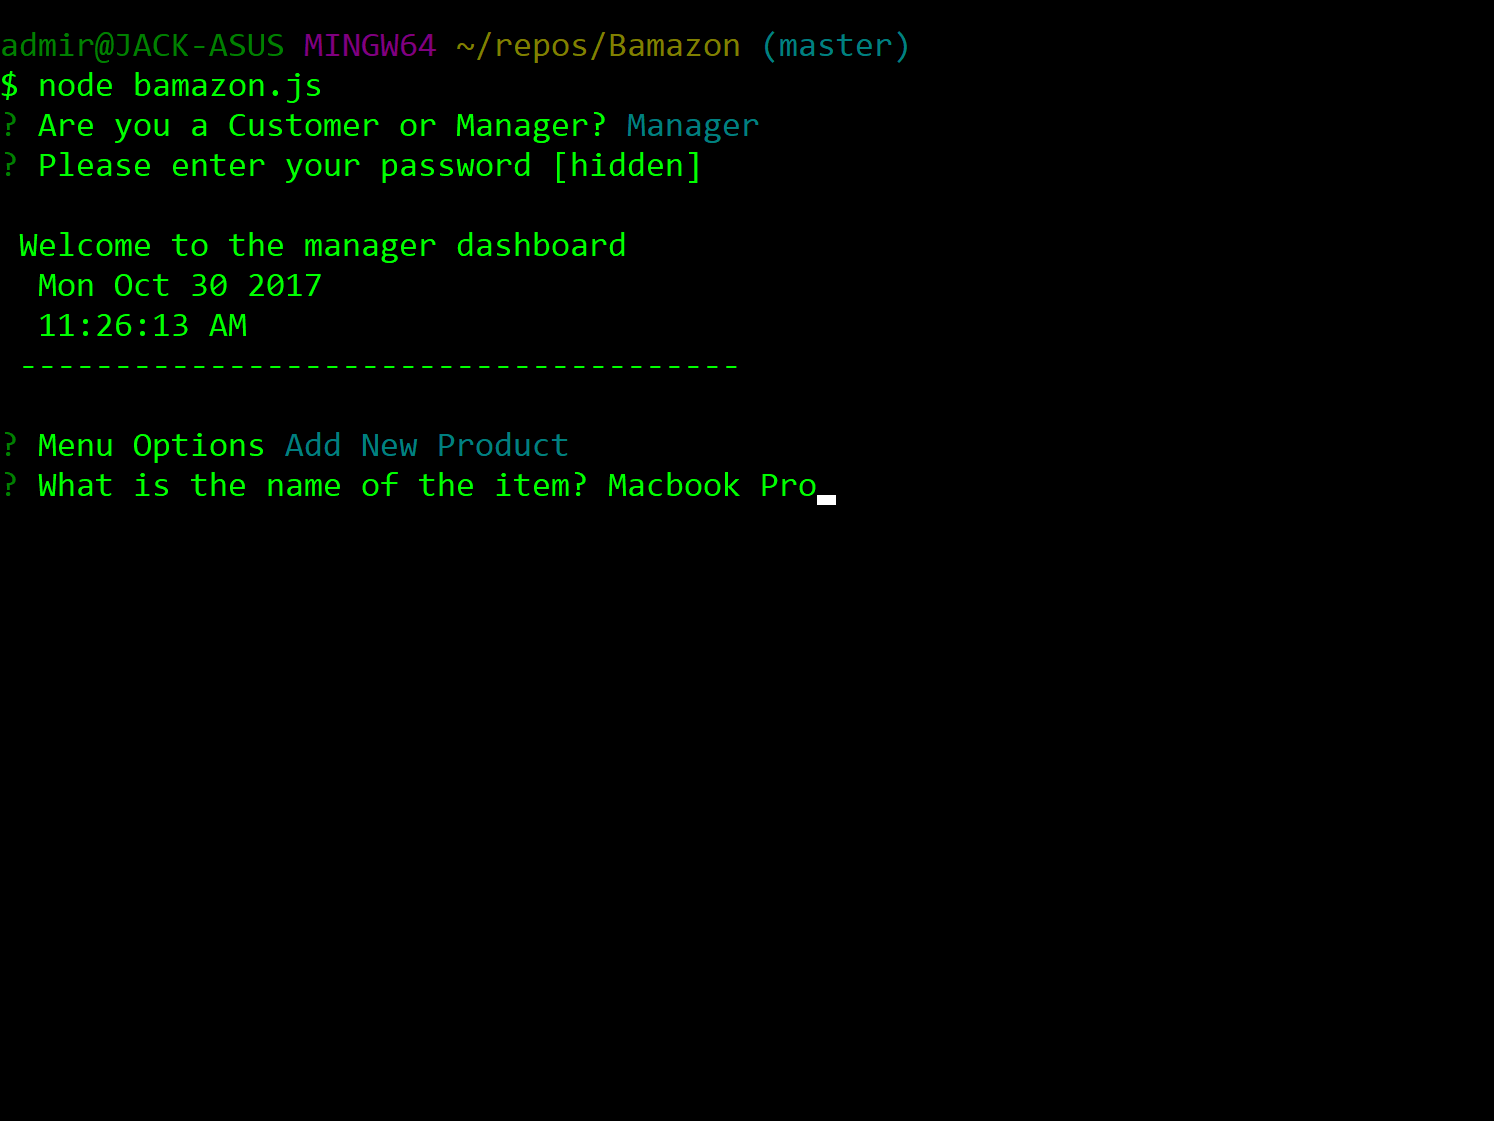 admir@JACK-ASUS MINGW64 ~/repos/Bamazon (master)
$ node bamazon.js
? Are you a Customer or Manager? Manager
? Please enter your password [hidden]
Welcome to the manager dashboard
Mon Oct 30 2017
11:26:13 AM
--------------------------------------
? Menu Options Add New Product
? What is the name of the item? Macbook Pro